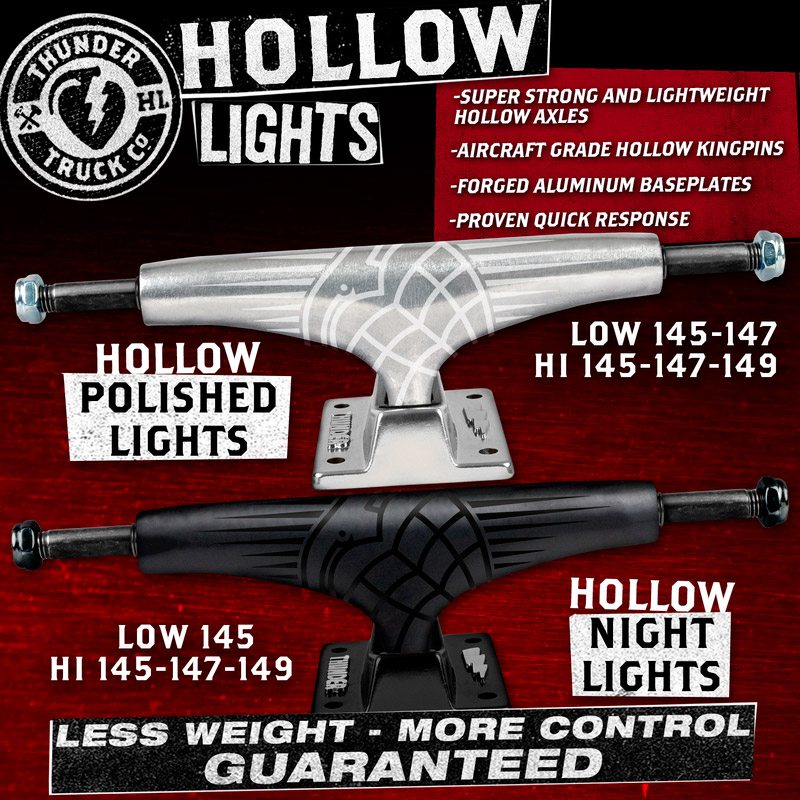 THUNDER
HL
TRUCK CO
HOLLOW
LIGHTS
-SUPER STRONG AND LIGHTWEIGHT
HOLLOW AXLES
-AIRCRAFT GRADE HOLLOW KINGPINS
-FORGED ALUMINUM BASEPLATES
-PROVEN QUICK RESPONSE
LOW 145-147
HI 145-147-149
HOLLOW
POLISHED
LIGHTS
THUNDER
HOLLOW
NIGHT
LIGHTS
LOW 145
HI 145-147-149
THUNDER
LESS WEIGHT - MORE CONTROL
GUARANTEED